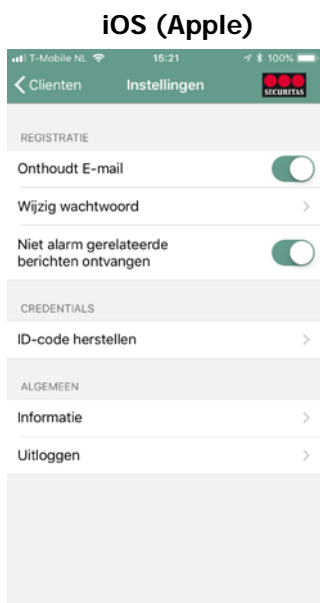 iOS (Apple)
T-Mobile NL 15:21 100%
Clienten Instellingen SECURITAS
REGISTRATIE
Onthoudt E-mail
Wijzig wachtwoord
Niet alarm gerelateerde
berichten ontvangen
CREDENTIALS
ID-code herstellen
ALGEMEEN
Informatie
Uitloggen